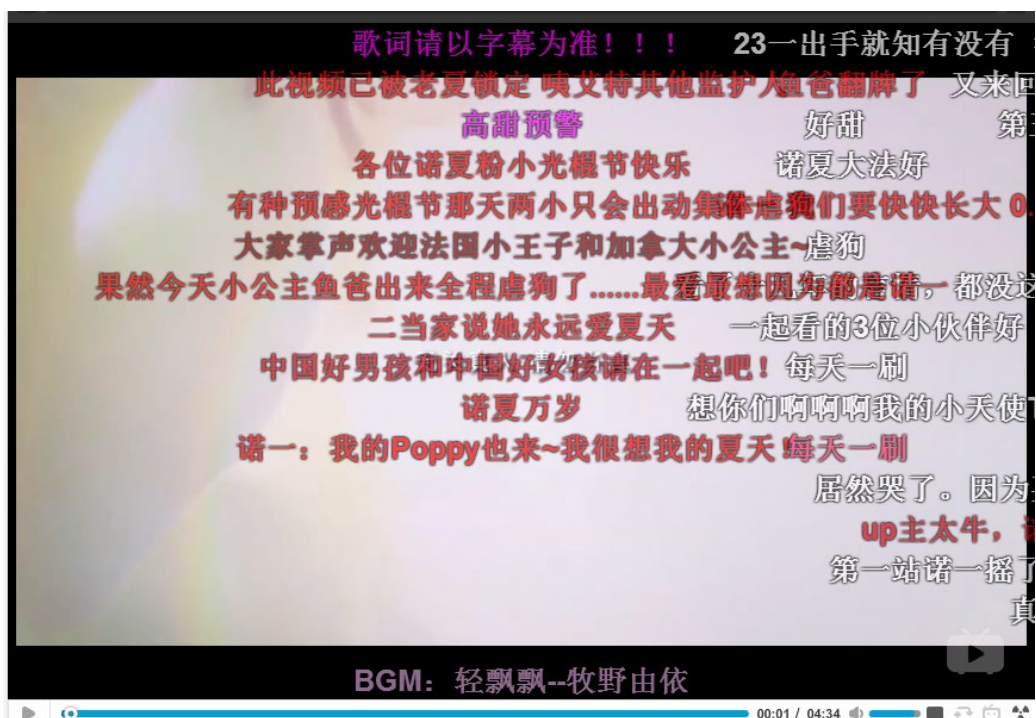 歌词请以字幕为准！！！ 23一出手就知有没有
此视频已被老夏锁定 咦艾特其他监护人鱼爸翻牌了 又来回
高甜预警 好甜 第
各位诺夏粉小光棍节快乐 诺夏大法好
有种预感光棍节那天两小只会出动集体虐狗 们要快快长大
大家掌声欢迎法国小王子和加拿大小公主~虐狗
果然今天小公主鱼爸出来全程虐狗了...... 都没这
二当家说她永远爱夏天 一起看的3位小伙伴好
中国好男孩和中国好女孩请在一起吧！ 每天一刷
诺夏万岁 想你们啊啊啊我的小天使
诺一：我的Poppy也来~我很想我的夏天！ 每天一刷
居然哭了。因为
up主太牛，
第一站诺一摇了
真
BGM：轻飘飘--牧野由依
00:01 / 04:34